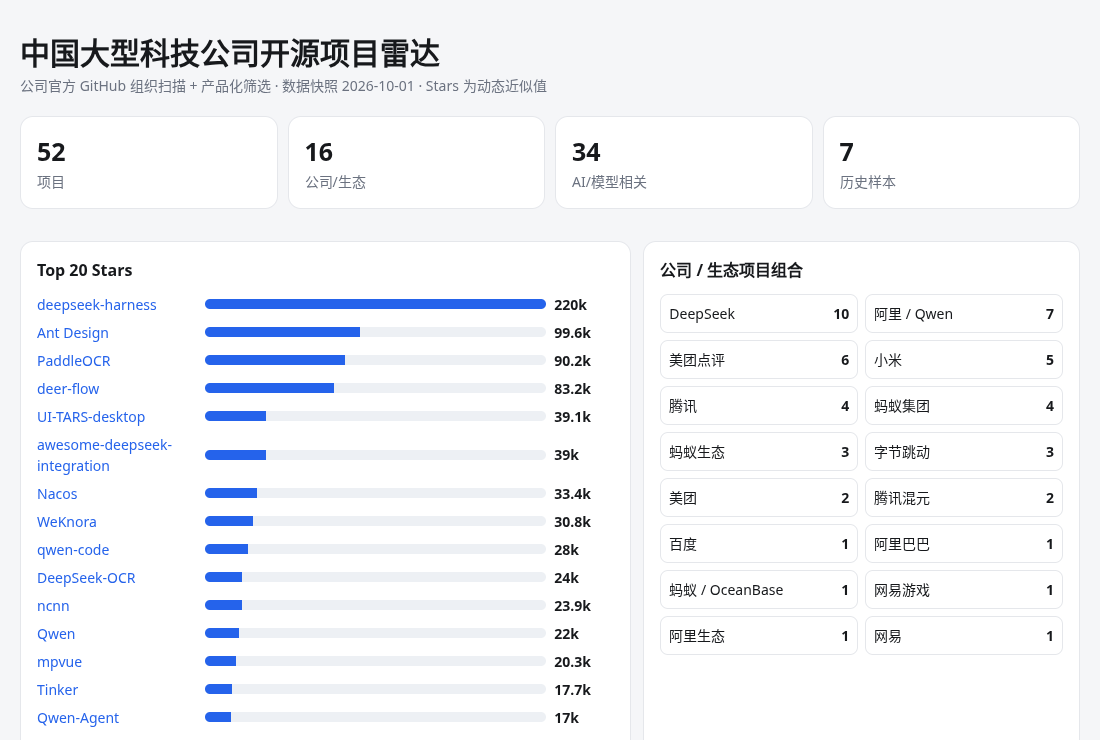 中国大型科技公司开源项目雷达
公司官方 GitHub 组织扫描 + 产品化筛选 · 数据快照 2026-10-01 · Stars 为动态近似值
52
项目
16
公司/生态
34
AI/模型相关
7
历史样本
Top 20 Stars
deepseek-harness 220k
Ant Design 99.6k
PaddleOCR 90.2k
deer-flow 83.2k
UI-TARS-desktop 39.1k
awesome-deepseek-
integration 39k
Nacos 33.4k
WeKnora 30.8k
qwen-code 28k
DeepSeek-OCR 24k
ncnn 23.9k
Qwen 22k
mpvue 20.3k
Tinker 17.7k
Qwen-Agent 17k
公司 / 生态项目组合
DeepSeek 10 阿里 / Qwen 7
美团点评 6 小米 5
腾讯 4 蚂蚁集团 4
蚂蚁生态 3 字节跳动 3
美团 2 腾讯混元 2
百度 1 阿里巴巴 1
蚂蚁 / OceanBase 1 网易游戏 1
阿里生态 1 网易 1